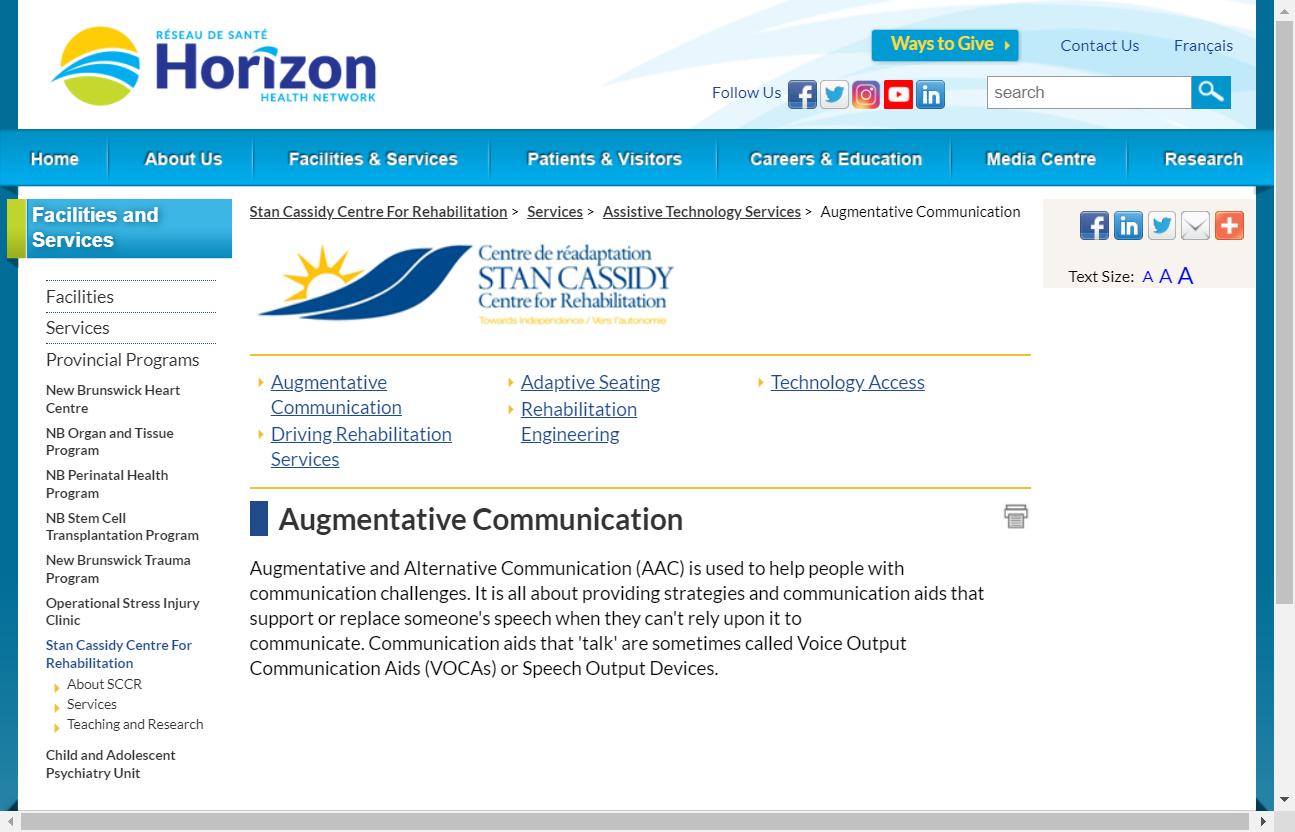 RÉSEAU DE SANTÉ
Horizon
HEALTH NETWORK
Ways to Give
Contact Us
Français
Follow Us
search
Home
About Us
Facilities & Services
Patients & Visitors
Careers & Education
Media Centre
Research
Facilities and
Services
Facilities
Services
Provincial Programs
New Brunswick Heart
Centre
NB Organ and Tissue
Program
NB Perinatal Health
Program
NB Stem Cell
Transplantation Program
New Brunswick Trauma
Program
Operational Stress Injury
Clinic
Stan Cassidy Centre For
Rehabilitation
About SCCR
Services
Teaching and Research
Child and Adolescent
Psychiatry Unit
Stan Cassidy Centre For Rehabilitation > Services > Assistive Technology Services > Augmentative Communication
Centre de réadaptation
STAN CASSIDY
Centre for Rehabilitation
Towards Independence / Vers l'autonomie
Text Size: A A A
Augmentative
Communication
Driving Rehabilitation
Services
Adaptive Seating
Rehabilitation
Engineering
Technology Access
Augmentative Communication
Augmentative and Alternative Communication (AAC) is used to help people with
communication challenges. It is all about providing strategies and communication aids that
support or replace someone's speech when they can't rely upon it to
communicate. Communication aids that 'talk' are sometimes called Voice Output
Communication Aids (VOCAs) or Speech Output Devices.